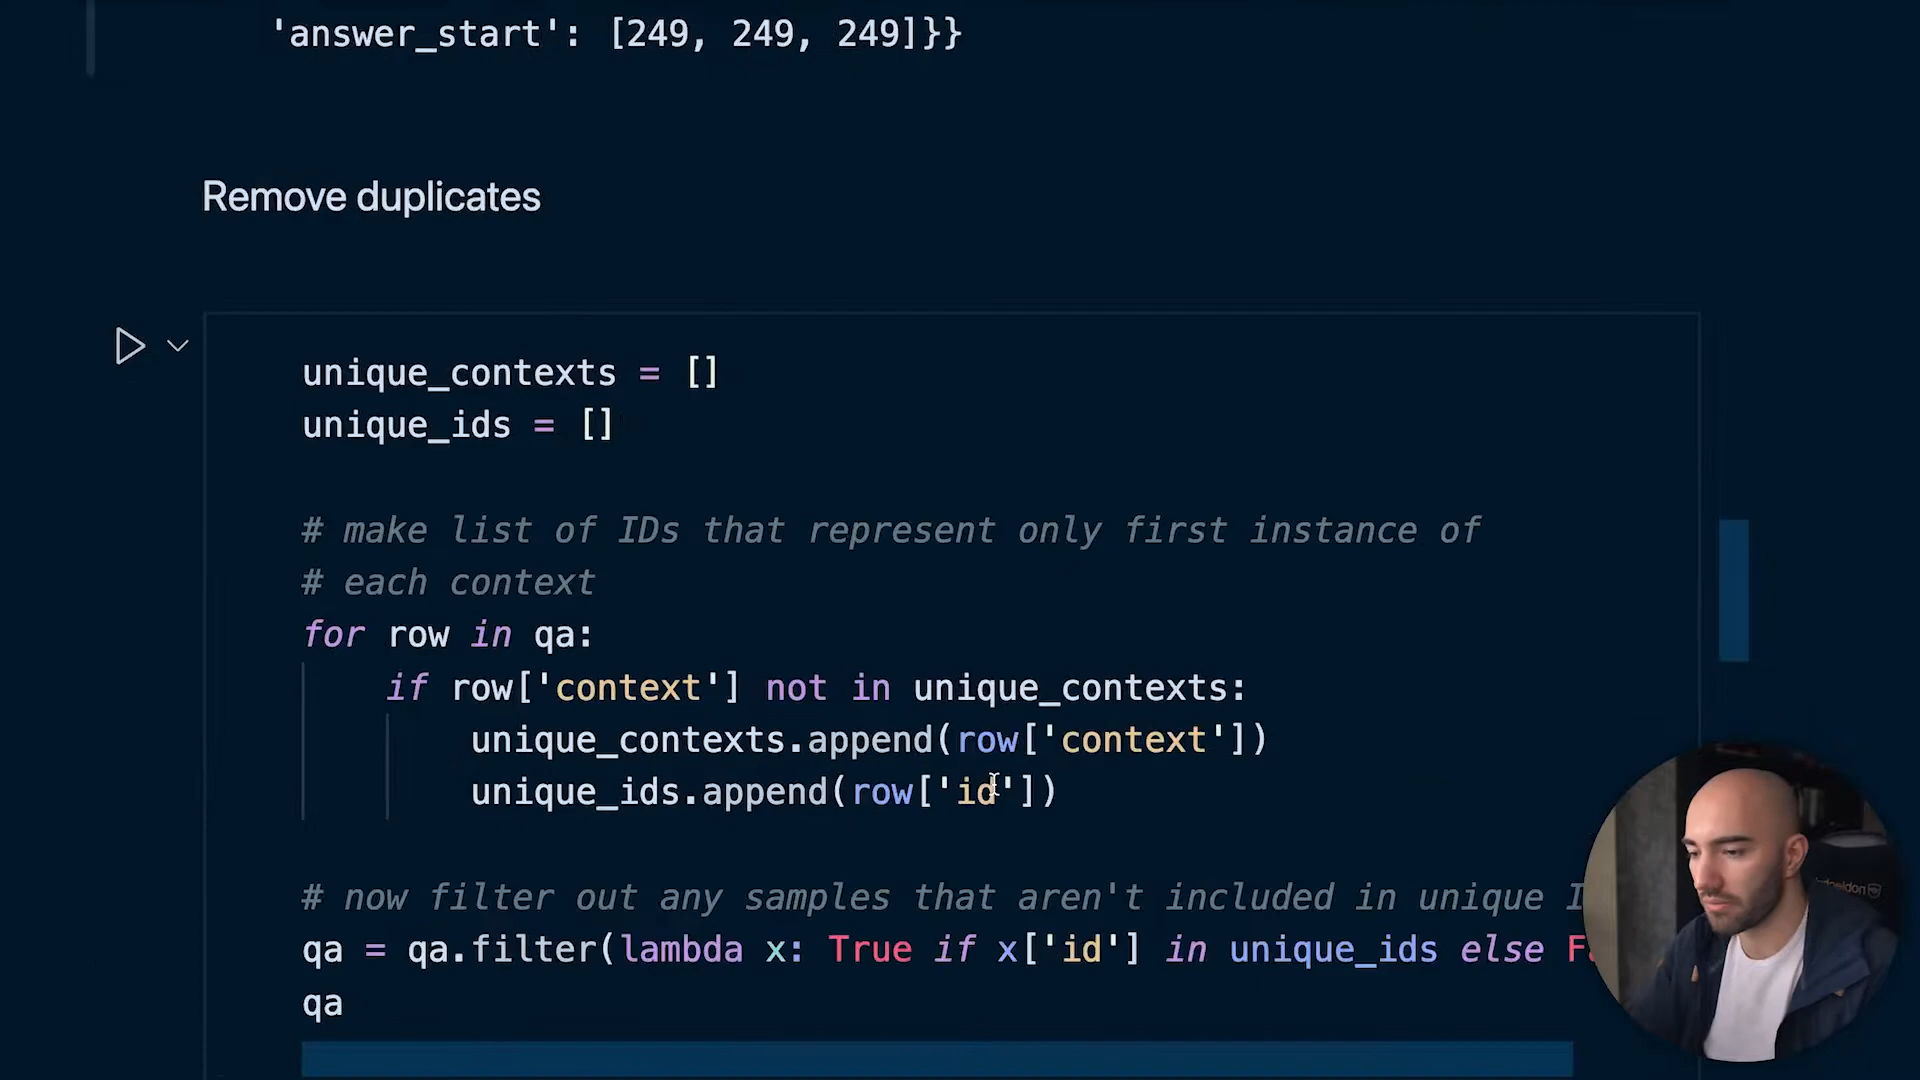 'answer_start': [249, 249, 249]}}
Remove duplicates
unique_contexts = []
unique_ids = []
# make list of IDs that represent only first instance of
# each context
for row in qa:
if row['context'] not in unique_contexts:
unique_contexts.append(row['context'])
unique_ids.append(row['id'])
# now filter out any samples that aren't included in unique I
qa = qa.filter(lambda x: True if x['id'] in unique_ids else Fa
qa